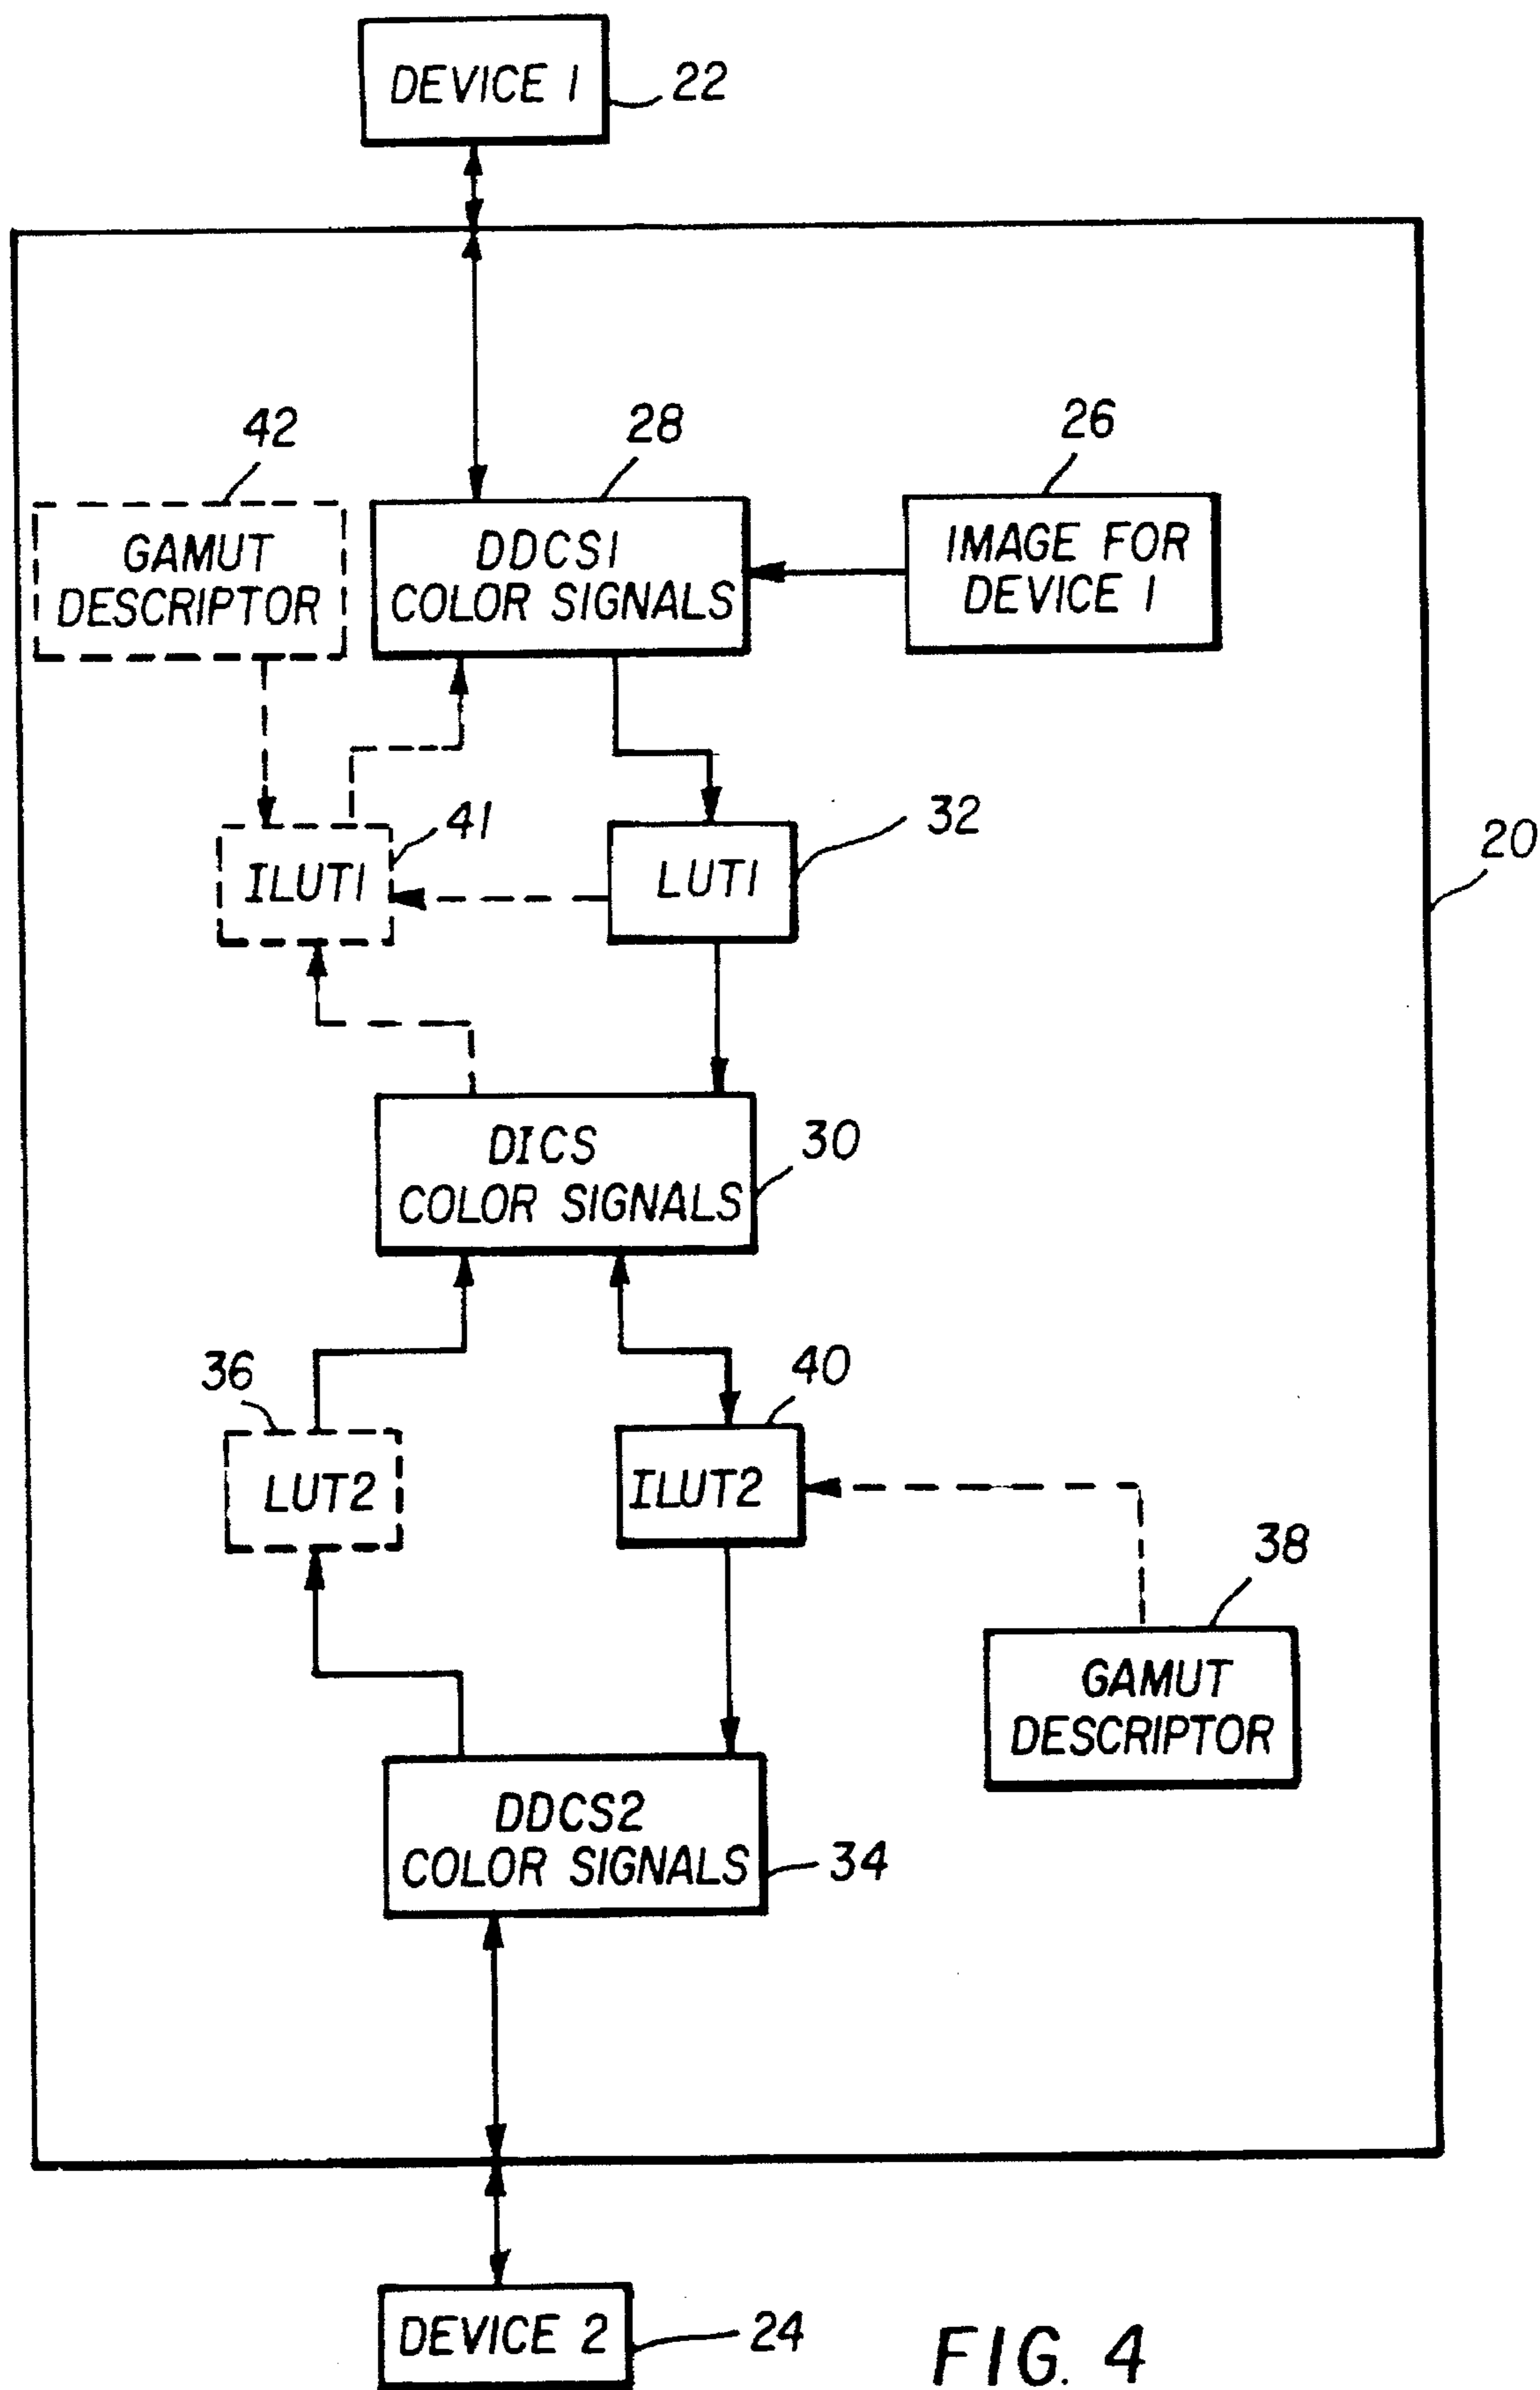 DEVICE 1
22
42
28
26
GAMUT
DESCRIPTOR
DDCS1
COLOR SIGNALS
IMAGE FOR
DEVICE 1
41
32
20
ILUT1
LUT1
DICS
COLOR SIGNALS
30
36
40
LUT2
ILUT2
38
GAMUT
DESCRIPTOR
DDCS2
COLOR SIGNALS
34
DEVICE 2
24
FIG. 4